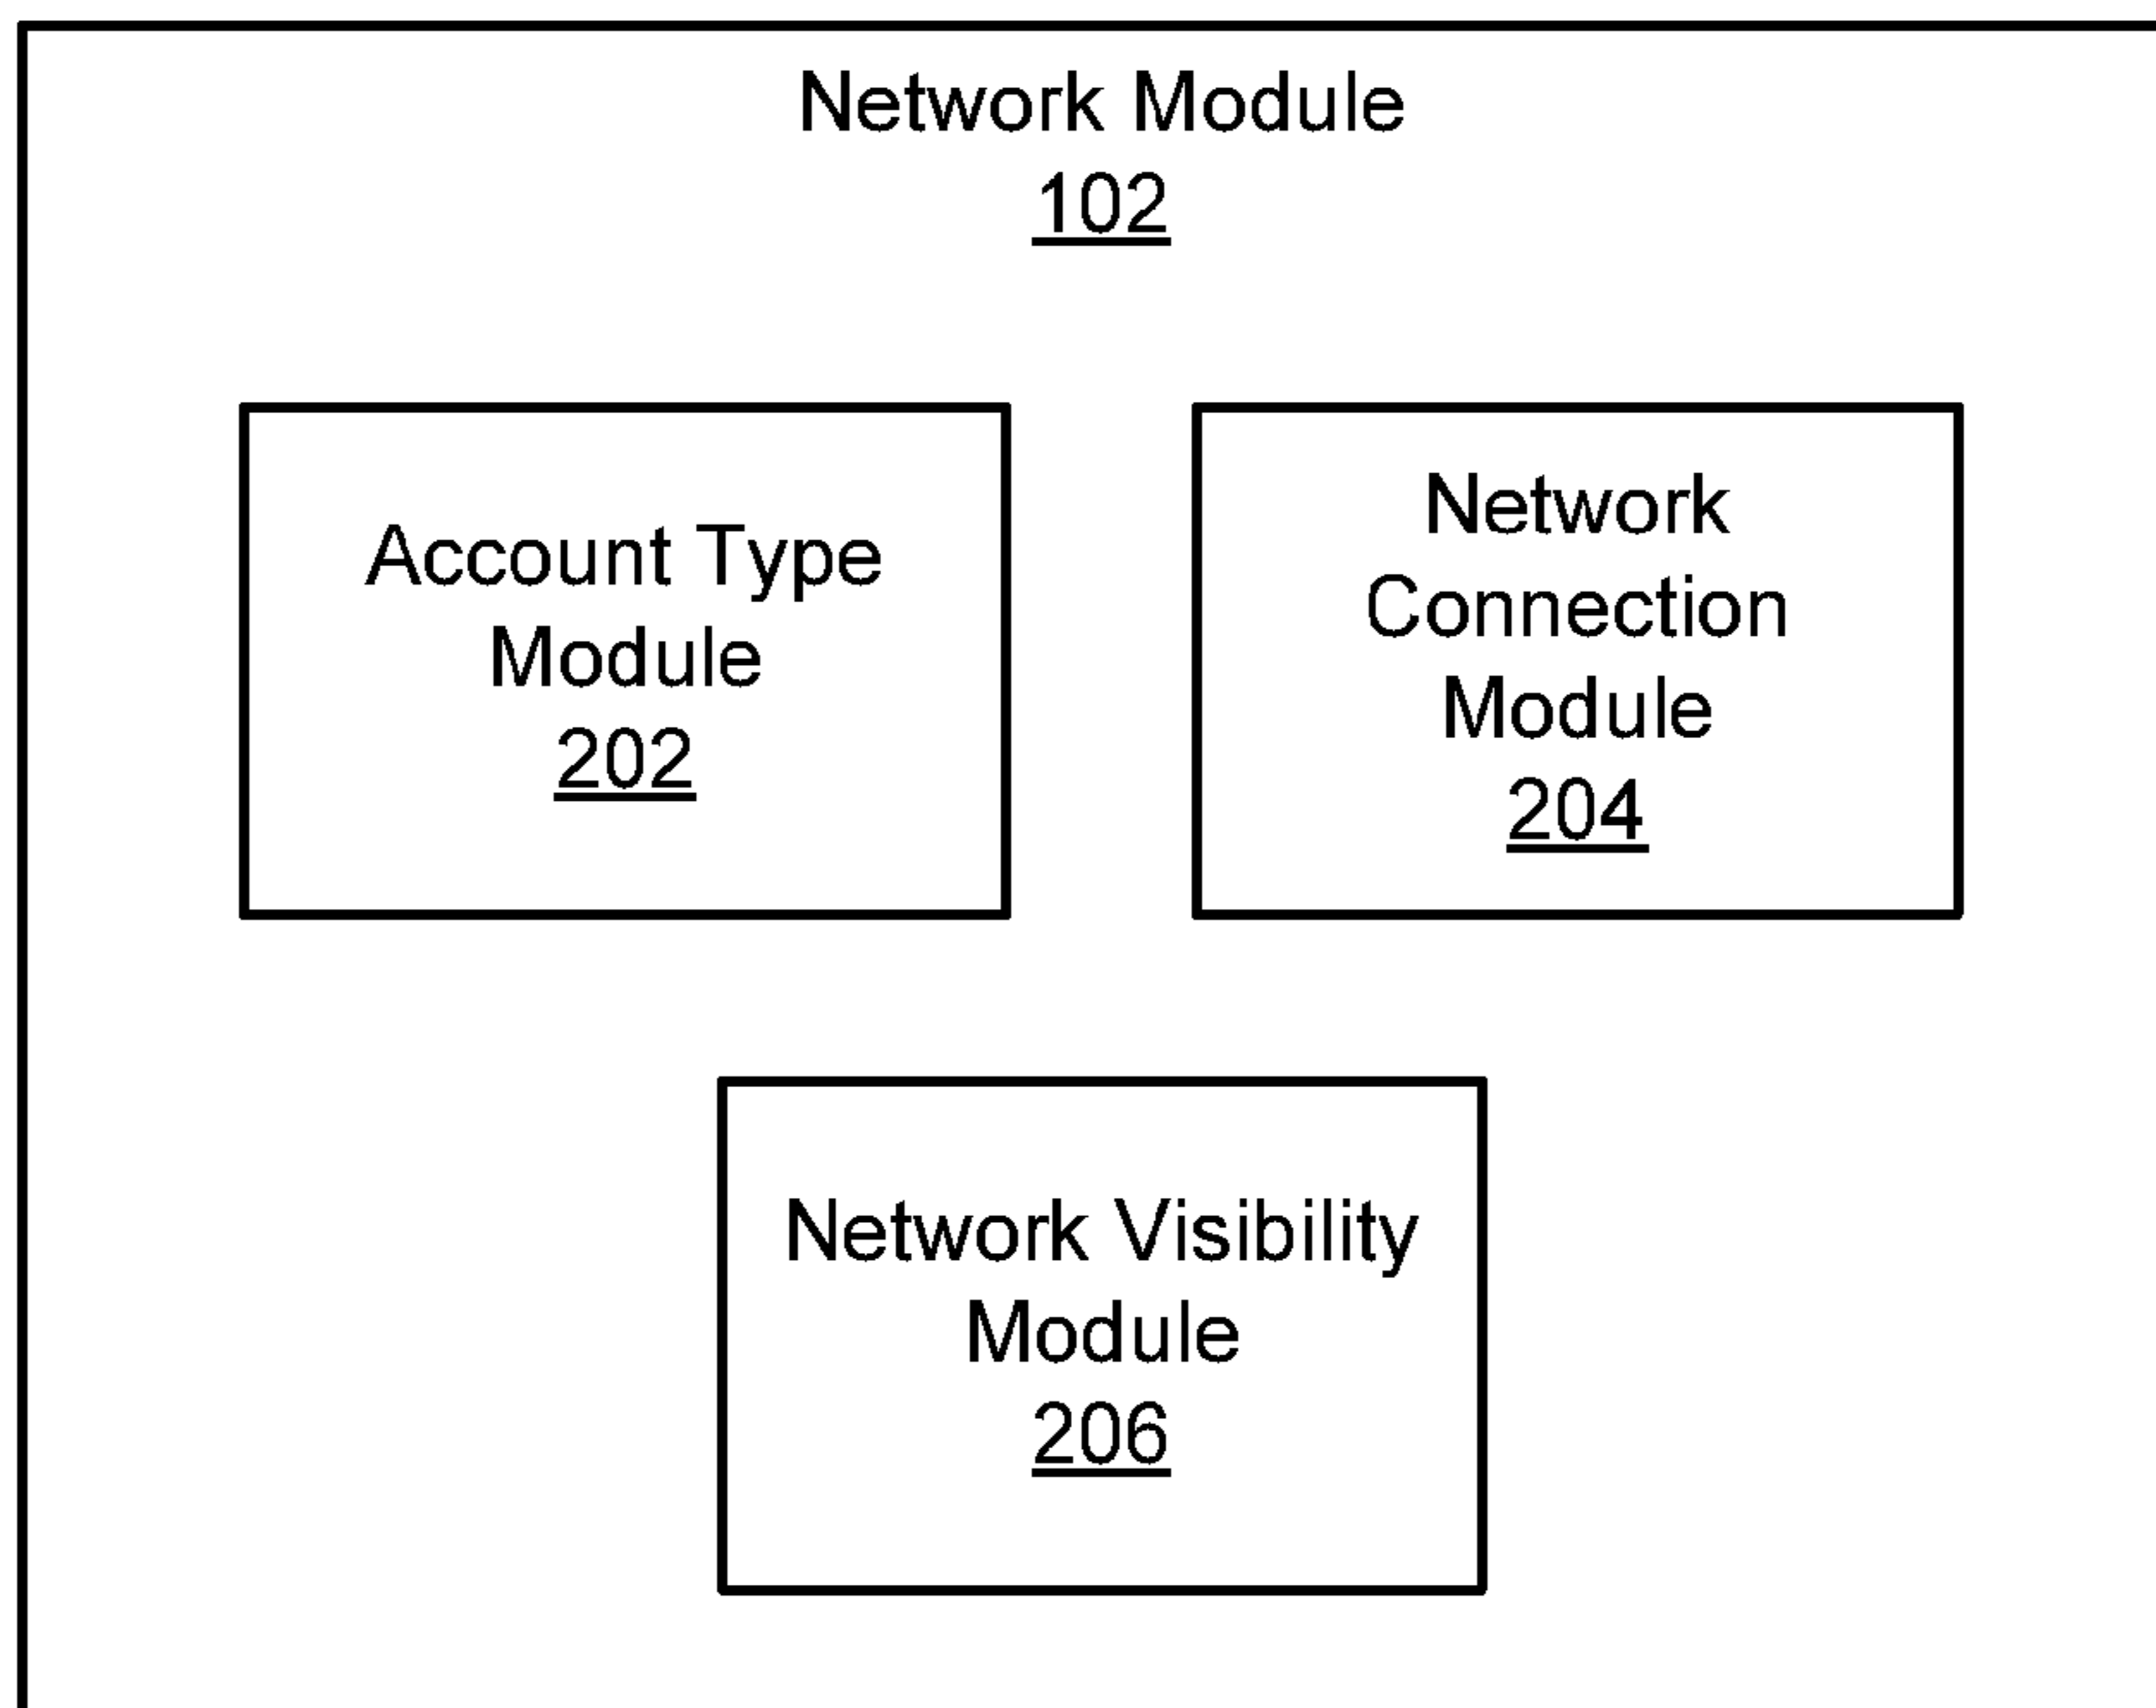 Network Module
102
Account Type
Module
202
Network
Connection
Module
204
Network Visibility
Module
206